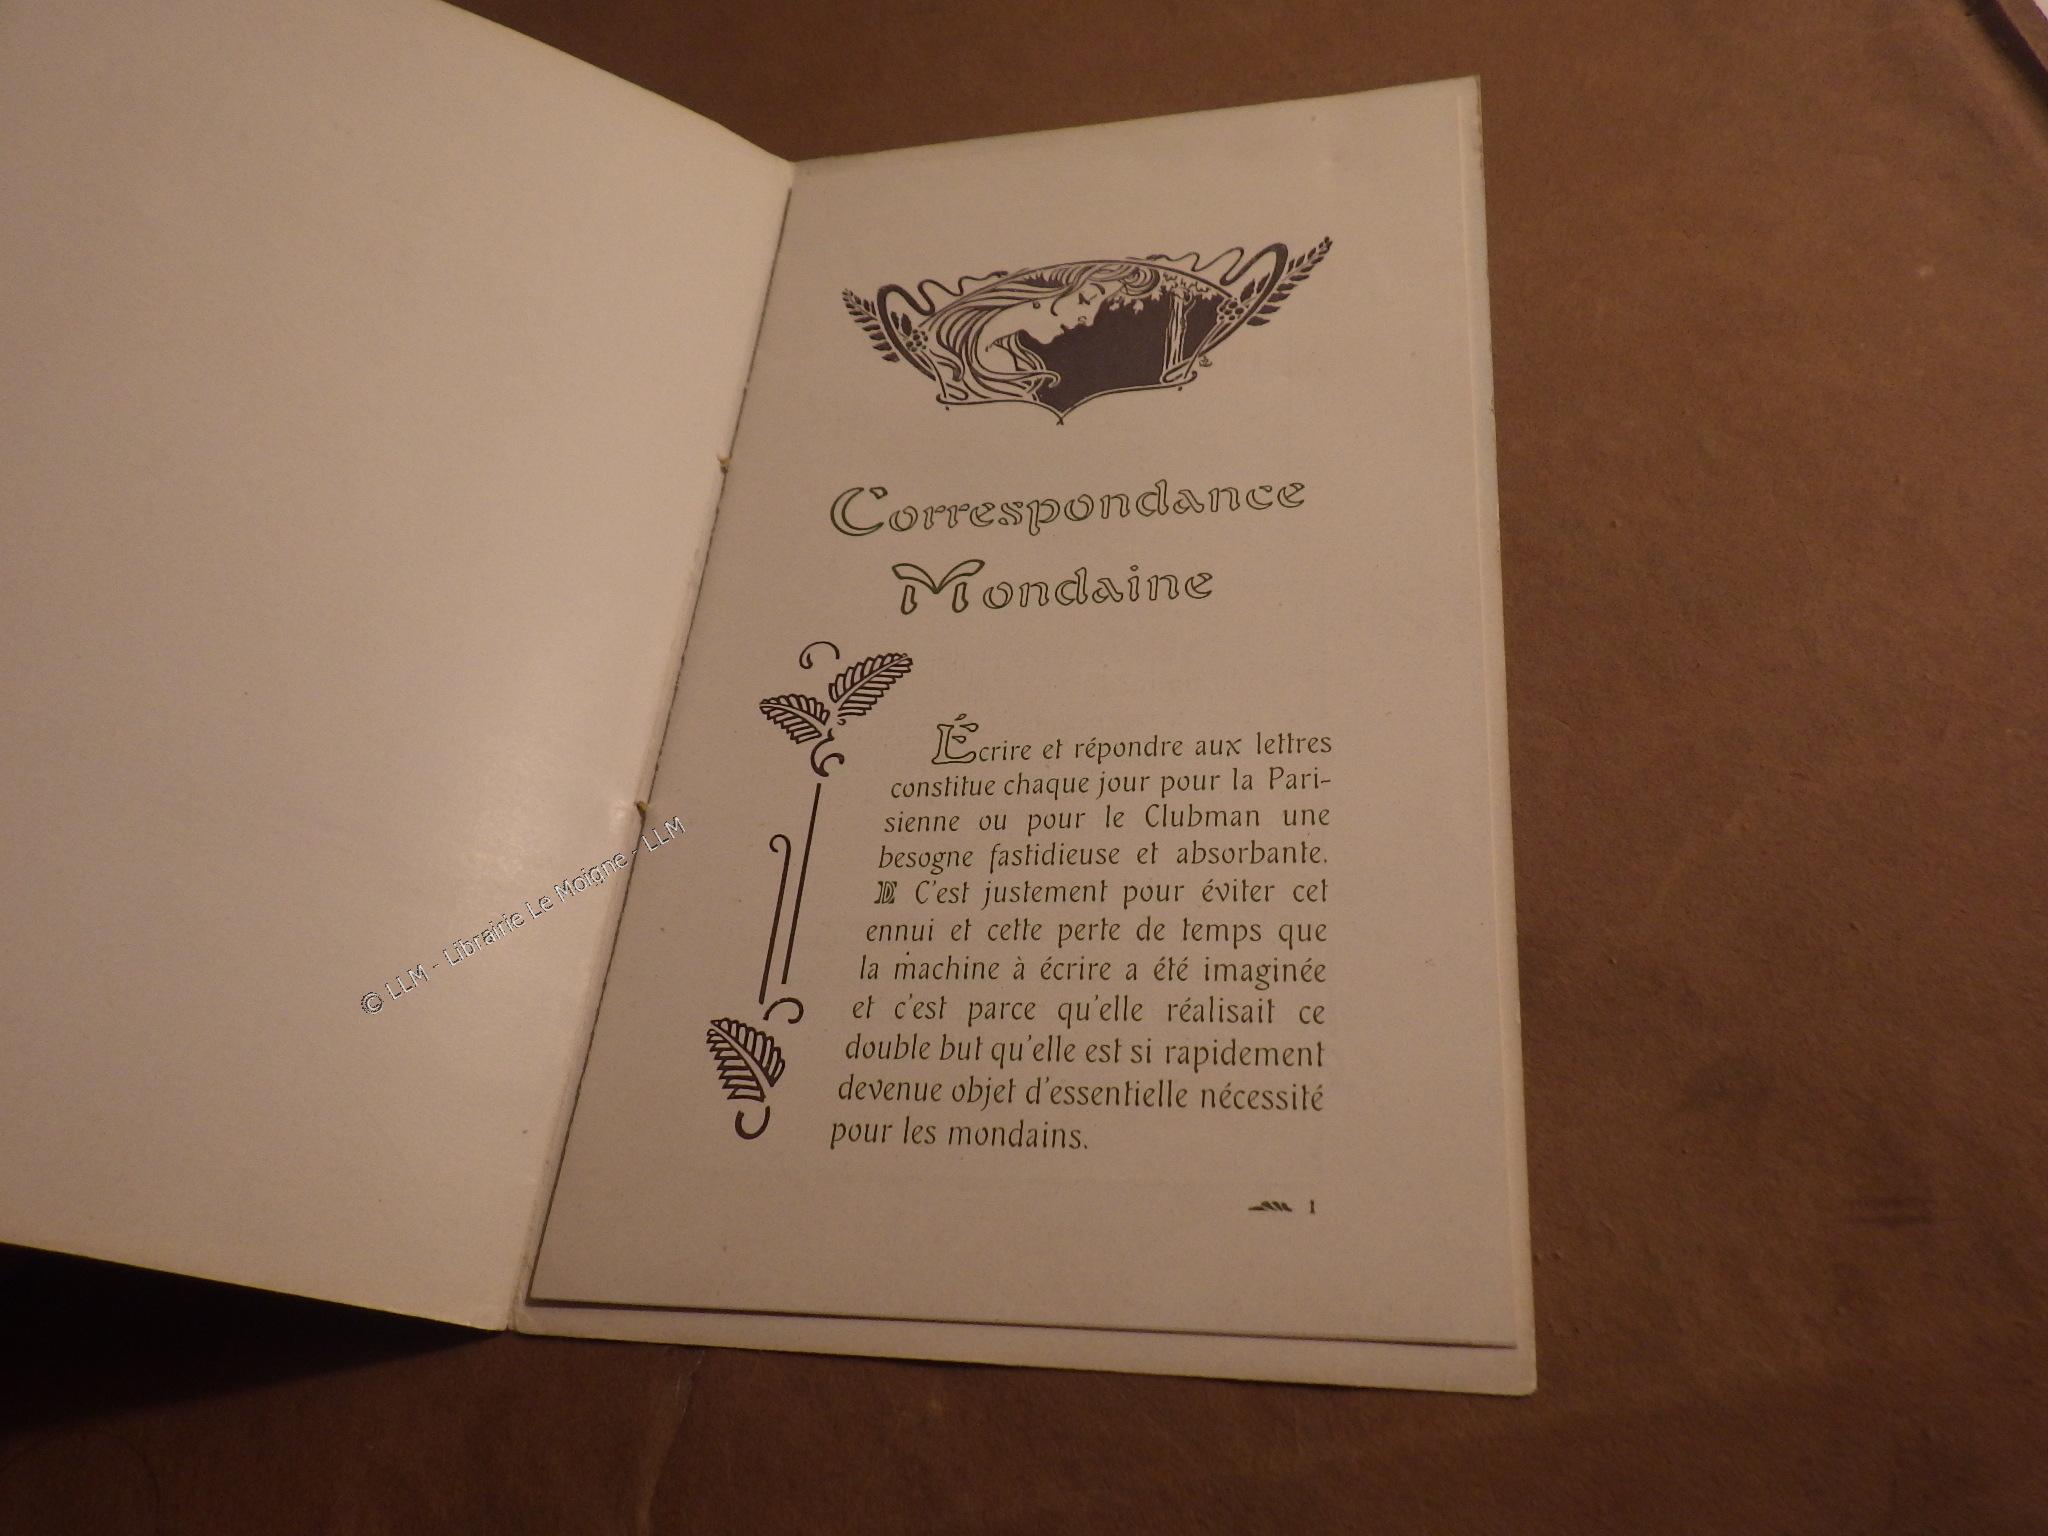 Correspondance
Mondaine
Écrire et répondre aux lettres
constitue chaque jour pour la Pari-
sienne ou pour le Clubman une
besogne fastidieuse et absorbante.
C'est justement pour éviter cet
ennui et cette perte de temps que
la machine à écrire a été imaginée
et c'est parce qu'elle réalisait ce
double but qu'elle est si rapidement
devenue objet d'essentielle nécessité
pour les mondains.
1
© LLM - Librairie Le Moigne - LLM